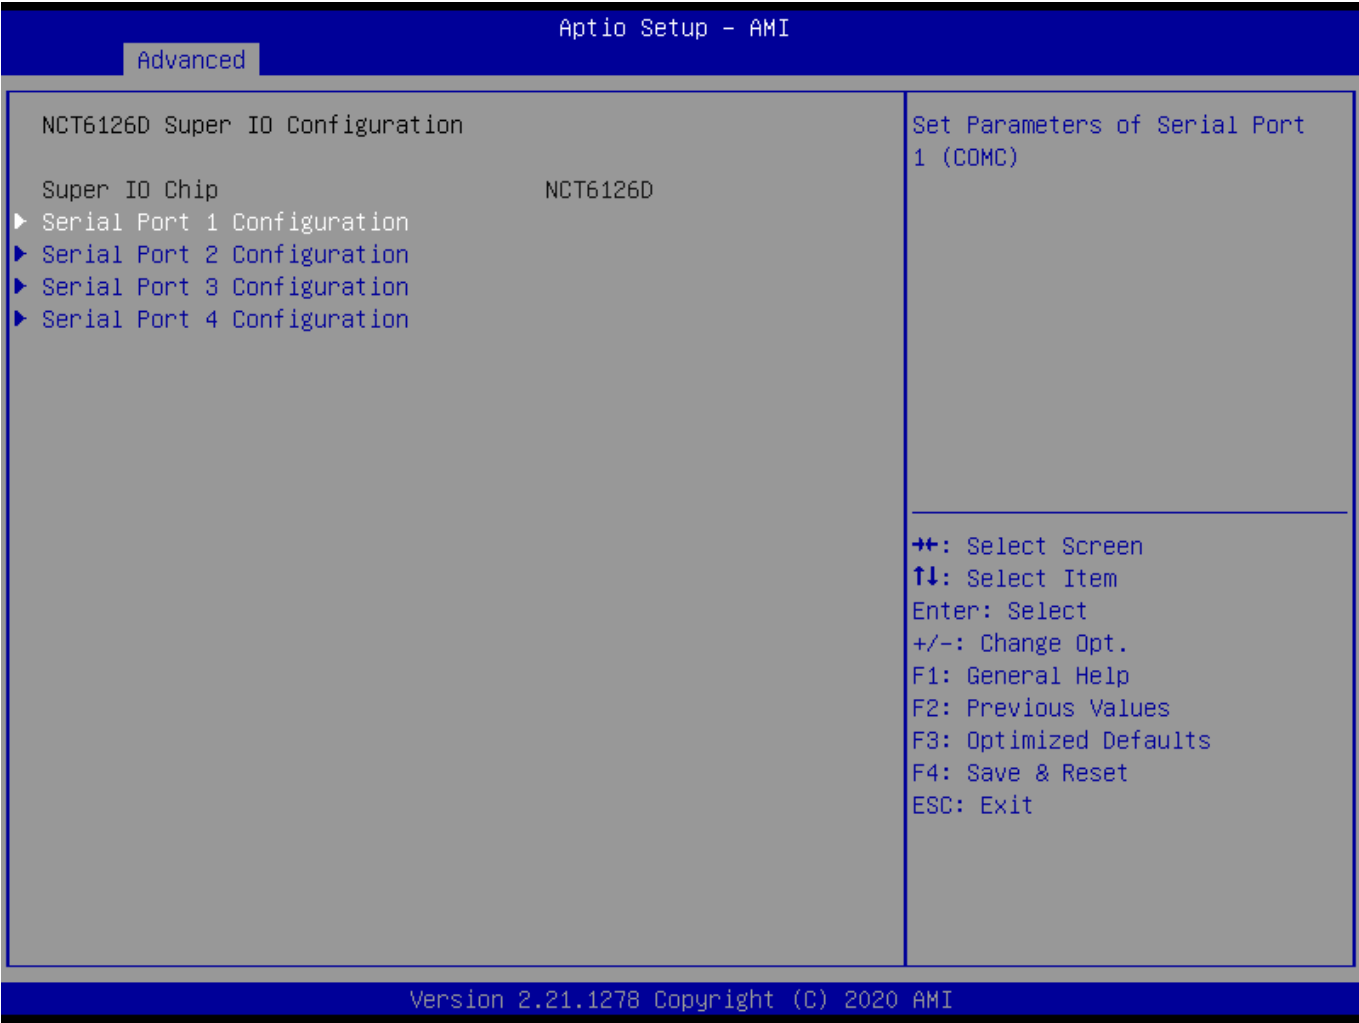 Aptio Setup – AMI
Advanced
NCT6126D Super IO Configuration
Super IO Chip NCT6126D
▶ Serial Port 1 Configuration
▶ Serial Port 2 Configuration
▶ Serial Port 3 Configuration
▶ Serial Port 4 Configuration
Set Parameters of Serial Port
1 (COMC)
→←: Select Screen
↑↓: Select Item
Enter: Select
+/-: Change Opt.
F1: General Help
F2: Previous Values
F3: Optimized Defaults
F4: Save & Reset
ESC: Exit
Version 2.21.1278 Copyright (C) 2020 AMI